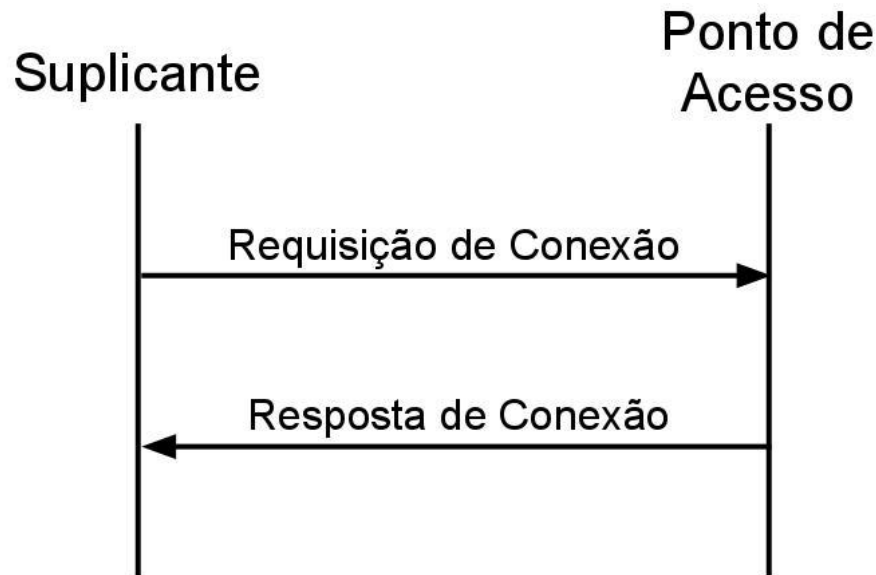 Suplicante
Ponto de
Acesso
Requisição de Conexão
Resposta de Conexão